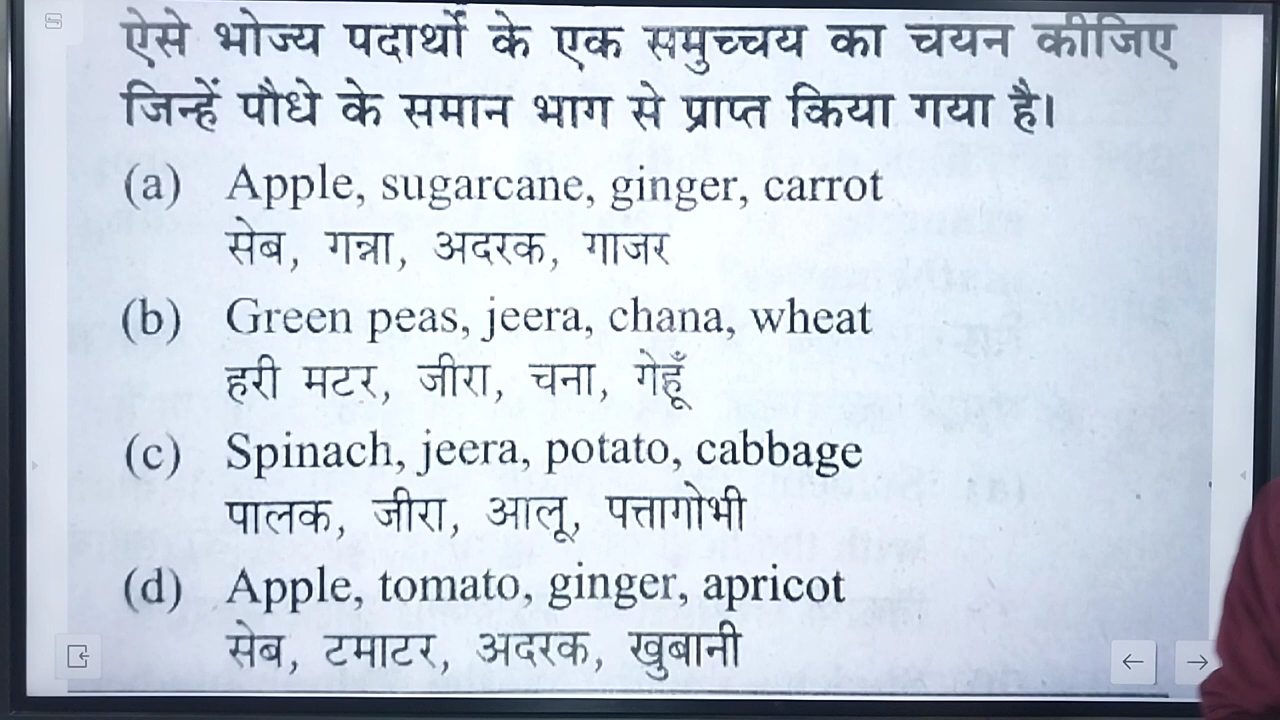 ऐसे भोज्य पदार्थों के एक समुच्चय का चयन कीजिए
जिन्हें पौधे के समान भाग से प्राप्त किया गया है।
(a) Apple, sugarcane, ginger, carrot
सेब, गन्ना, अदरक, गाजर
(b) Green peas, jeera, chana, wheat
हरी मटर, जीरा, चना, गेहूँ
(c) Spinach, jeera, potato, cabbage
पालक, जीरा, आलू, पत्तागोभी
(d) Apple, tomato, ginger, apricot
सेब, टमाटर, अदरक, खुबानी